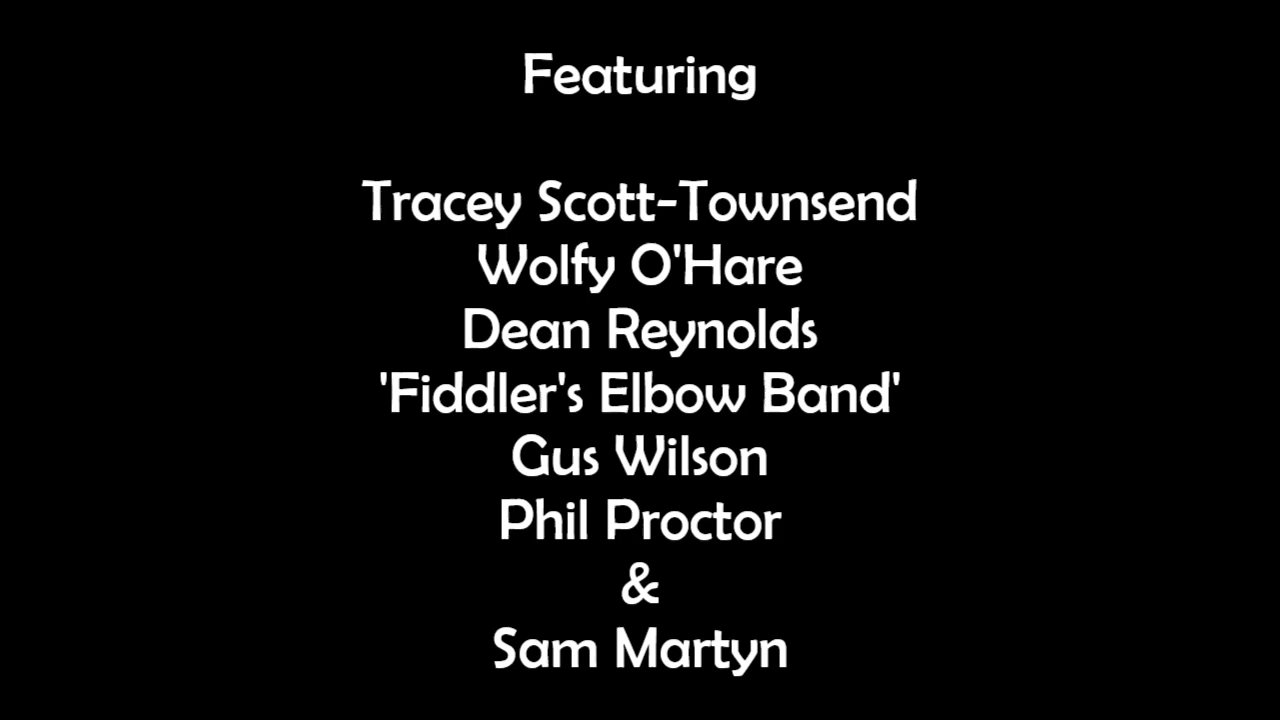 Featuring
Tracey Scott-Townsend
Wolfy O'Hare
Dean Reynolds
'Fiddler's Elbow Band'
Gus Wilson
Phil Proctor
&
Sam Martyn